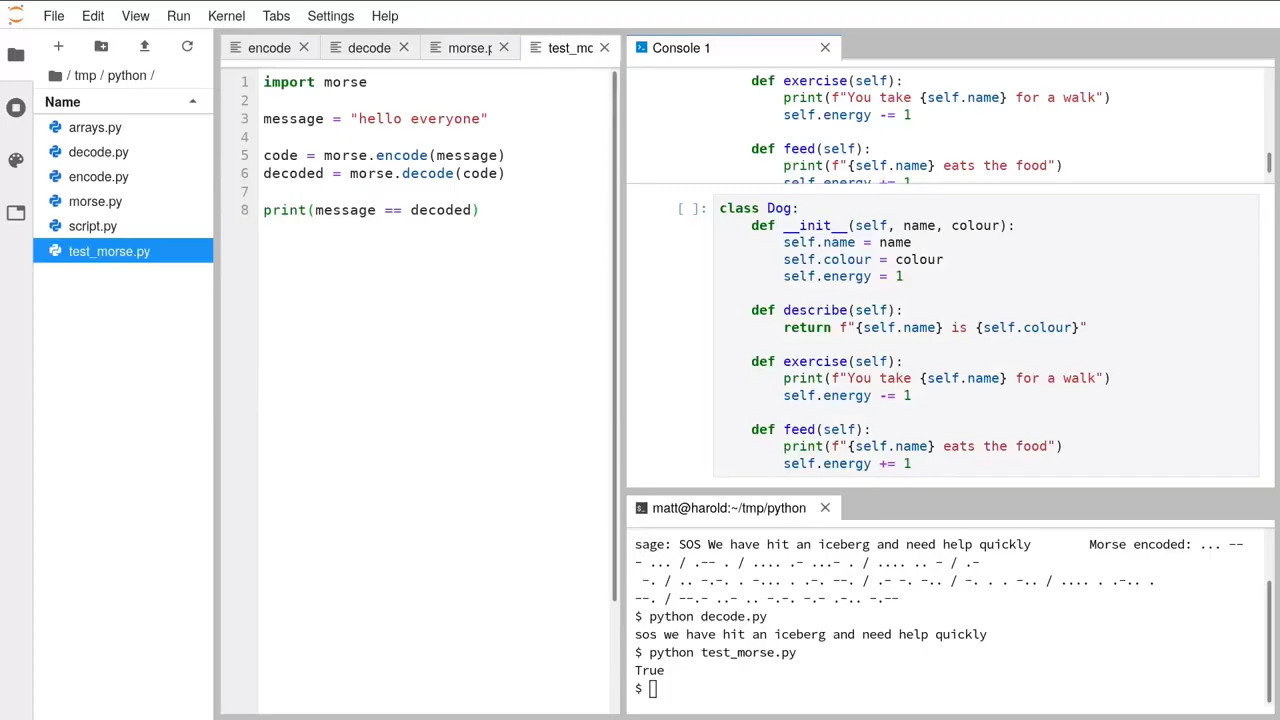 File Edit View Run Kernel Tabs Settings Help
/ tmp / python /
Name
arrays.py
decode.py
encode.py
morse.py
script.py
test_morse.py
encode decode morse.p test_mo
1 import morse
2
3 message = "hello everyone"
4
5 code = morse.encode(message)
6 decoded = morse.decode(code)
7
8 print(message == decoded)
Console 1
def exercise(self):
print(f"You take {self.name} for a walk")
self.energy -= 1
def feed(self):
print(f"{self.name} eats the food")
self.energy += 1
[ ]: class Dog:
def __init__(self, name, colour):
self.name = name
self.colour = colour
self.energy = 1
def describe(self):
return f"{self.name} is {self.colour}"
def exercise(self):
print(f"You take {self.name} for a walk")
self.energy -= 1
def feed(self):
print(f"{self.name} eats the food")
self.energy += 1
matt@harold:~/tmp/python
sage: SOS We have hit an iceberg and need help quickly Morse encoded: ... --
- ... / .-- . / .... .- ...- . / .... .. - / .-
-. / .. -.-. . -... . .-. --. / .- -. -.. / -. . . -.. / .... . .-.. .
--. / --.- ..- .. -.-. -.- .-.. -.--
$ python decode.py
sos we have hit an iceberg and need help quickly
$ python test_morse.py
True
$